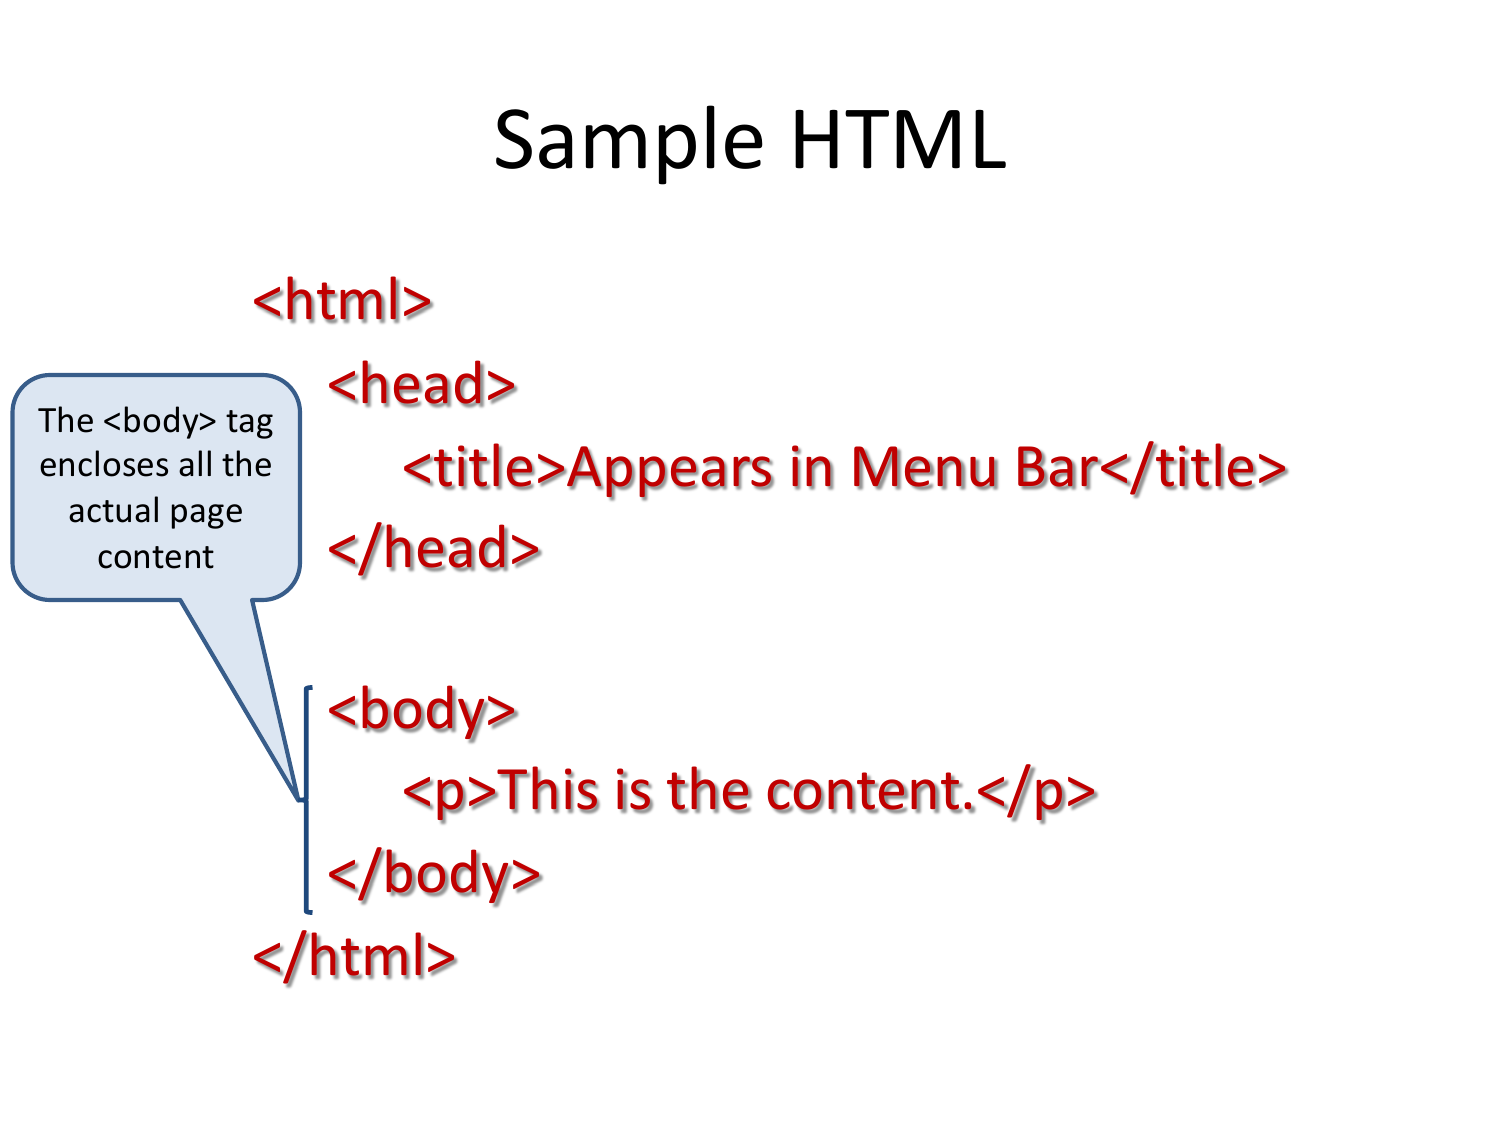 Sample HTML
<html>
<head>
<title>Appears in Menu Bar</title>
</head>
The <body> tag
encloses all the
actual page
content
<body>
<p>This is the content.</p>
</body>
</html>